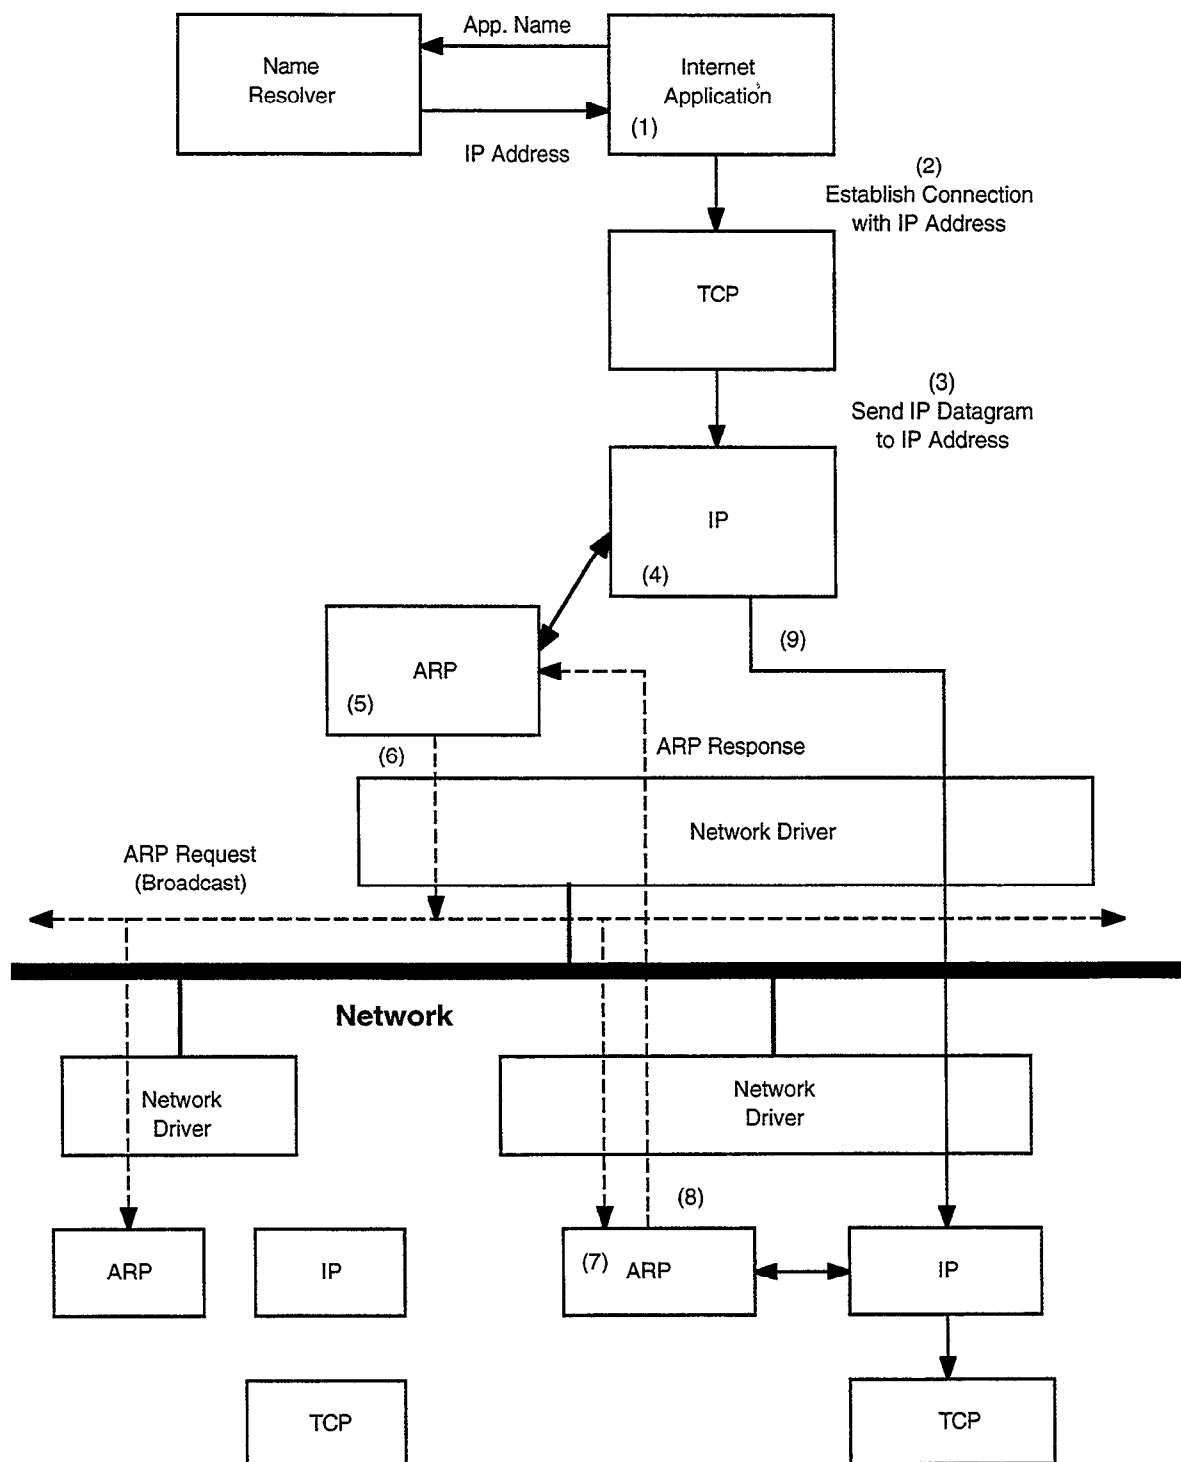 App. Name
Name
Resolver
Internet
Application
(1)
IP Address
(2)
Establish Connection
with IP Address
TCP
(3)
Send IP Datagram
to IP Address
IP
(4)
(9)
ARP
(5)
(6)
ARP Response
Network Driver
ARP Request
(Broadcast)
Network
Network
Driver
Network
Driver
(8)
ARP
IP
(7)
ARP
IP
TCP
TCP